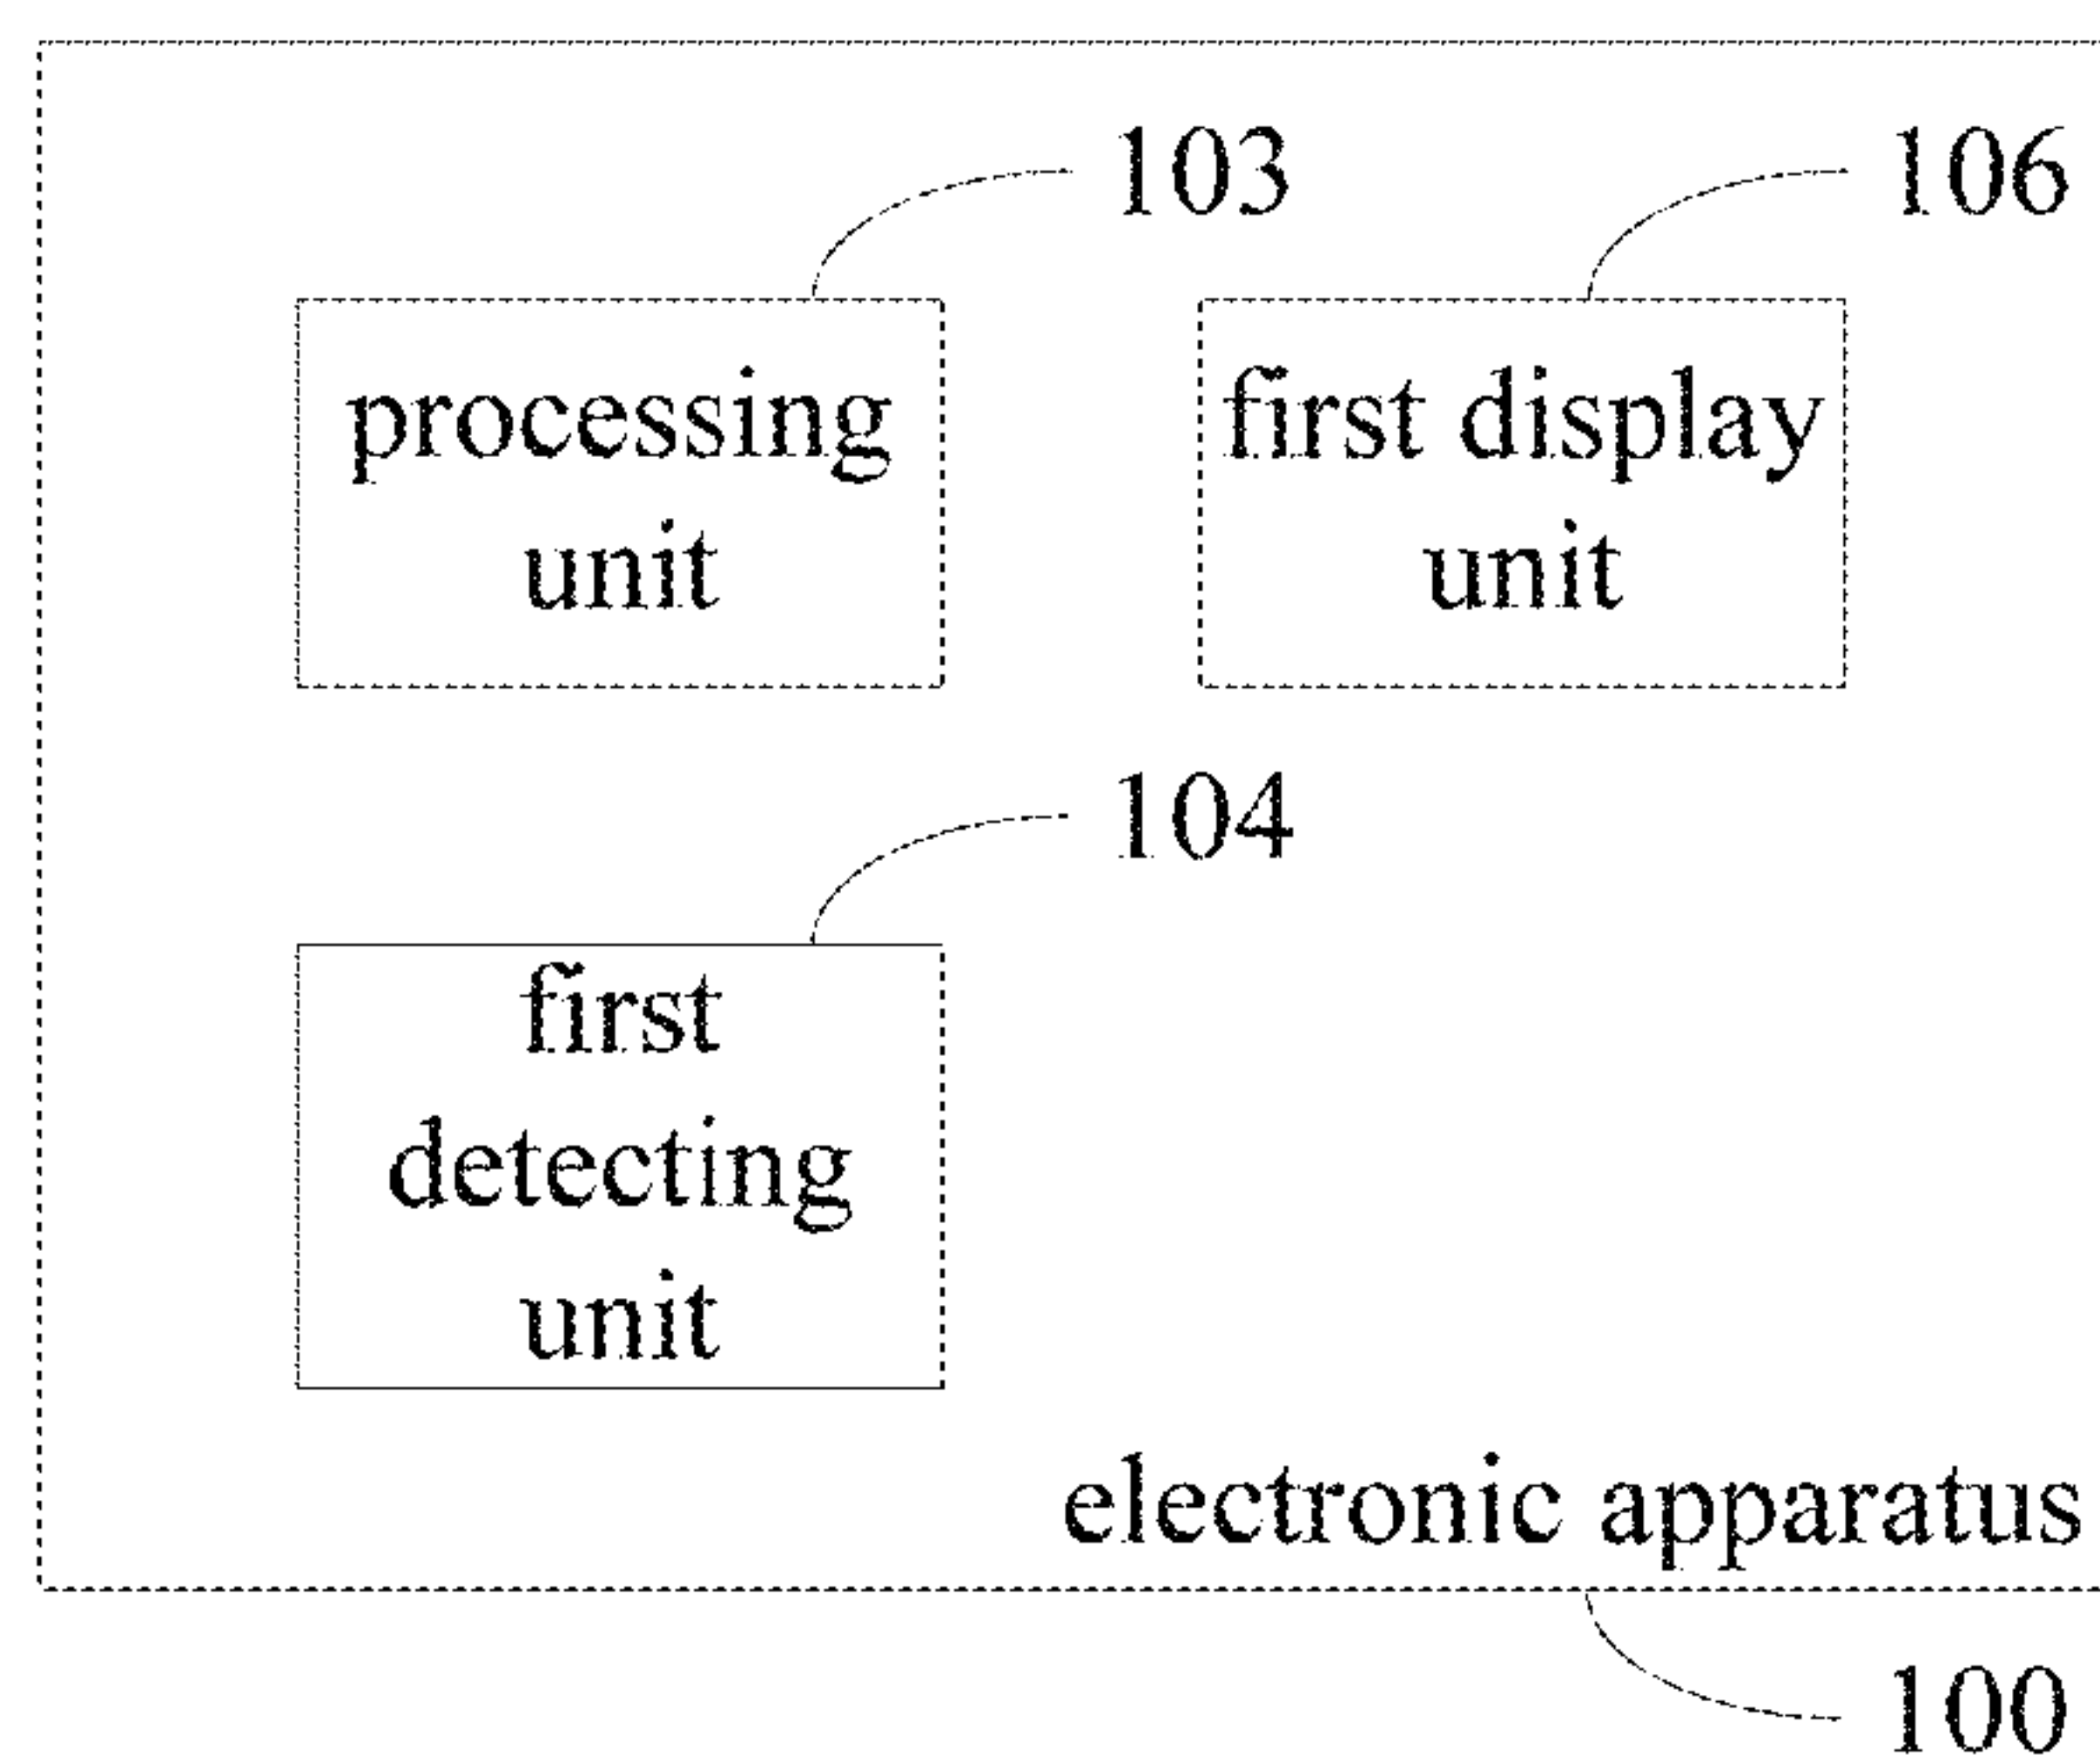 103
106
processing
unit
first display
unit
104
first
detecting
unit
electronic apparatus
100